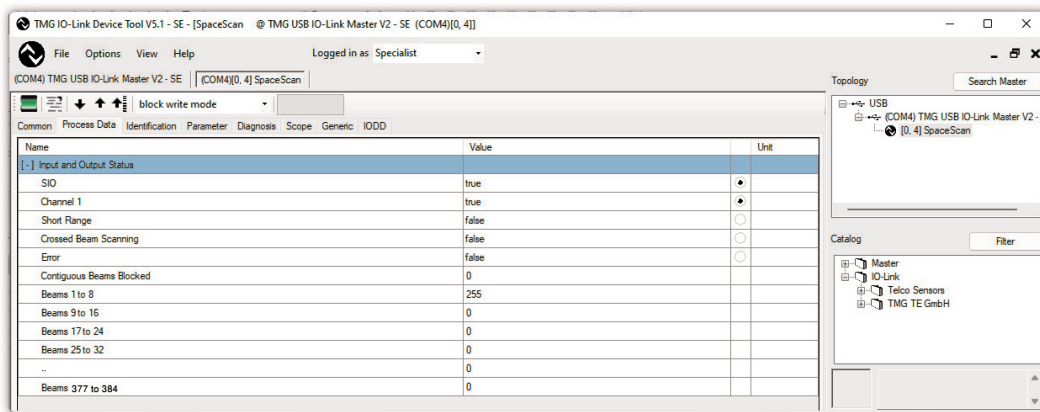 TMG IO-Link Device Tool V5.1 - SE - [SpaceScan @ TMG USB IO-Link Master V2 - SE (COM4)[0, 4]]
File Options View Help Logged in as Specialist
(COM4) TMG USB IO-Link Master V2 - SE (COM4)[0, 4] SpaceScan
block write mode
Common Process Data Identification Parameter Diagnosis Scope Generic IODD
Name Value Unit
[-] Input and Output Status
SIO true
Channel 1 true
Short Range false
Crossed Beam Scanning false
Error false
Contiguous Beams Blocked 0
Beams 1 to 8 255
Beams 9 to 16 0
Beams 17 to 24 0
Beams 25 to 32 0
.. 0
Beams 377 to 384 0
Topology Search Master
USB
(COM4) TMG USB IO-Link Master V2 -
[0, 4] SpaceScan
Catalog Filter
Master
IO-Link
Telco Sensors
TMG TE GmbH